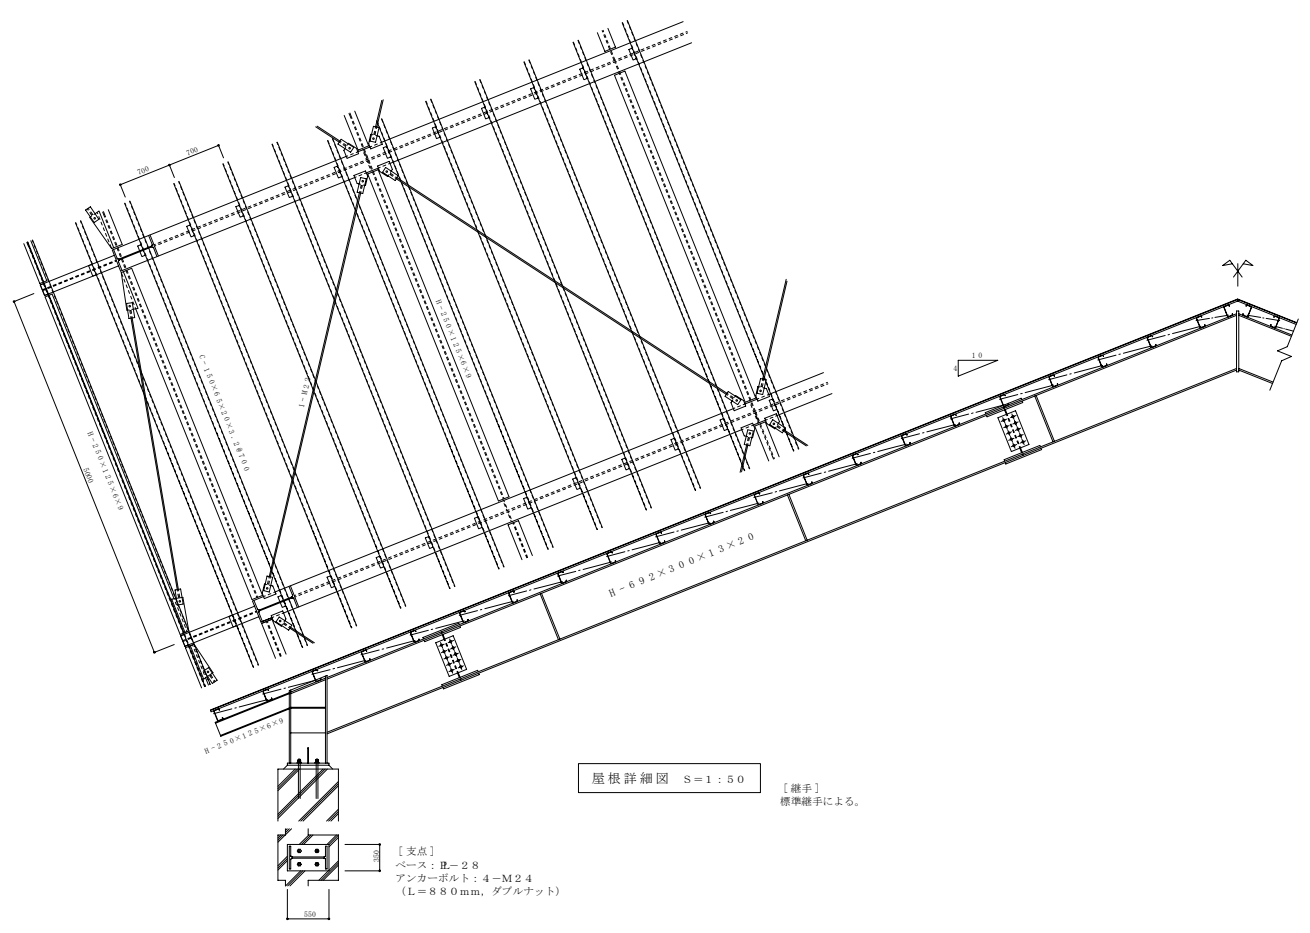 700
700
H-250×125×6×9
C-150×65×20×3.2@700
1-M22
H-250×125×6×9
5000
10
4
H-692×300×13×20
H-250×125×6×9
屋根詳細図 S=1:50
[継手]
標準継手による。
[支点]
ベース:PL-28
アンカーボルト:4-M24
(L=880mm, ダブルナット)
350
550